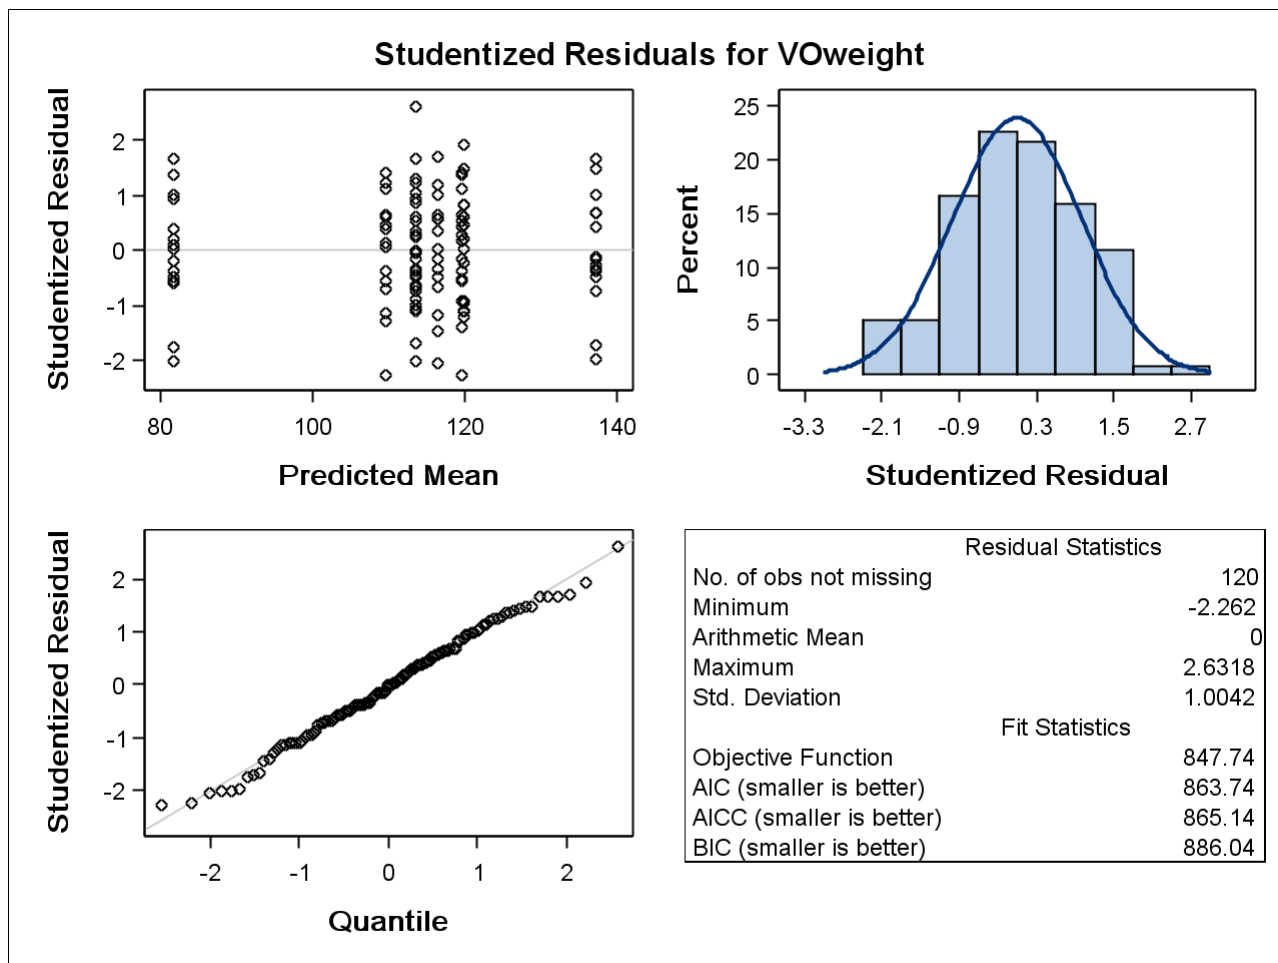 Studentized Residuals for VOweight
Studentized Residual
2
1
0
-1
-2
80 100 120 140
Predicted Mean
Percent
25
20
15
10
5
0
-3.3 -2.1 -0.9 0.3 1.5 2.7
Studentized Residual
Studentized Residual
2
1
0
-1
-2
-2 -1 0 1 2
Quantile
Residual Statistics
No. of obs not missing 120
Minimum -2.262
Arithmetic Mean 0
Maximum 2.6318
Std. Deviation 1.0042
Fit Statistics
Objective Function 847.74
AIC (smaller is better) 863.74
AICC (smaller is better) 865.14
BIC (smaller is better) 886.04